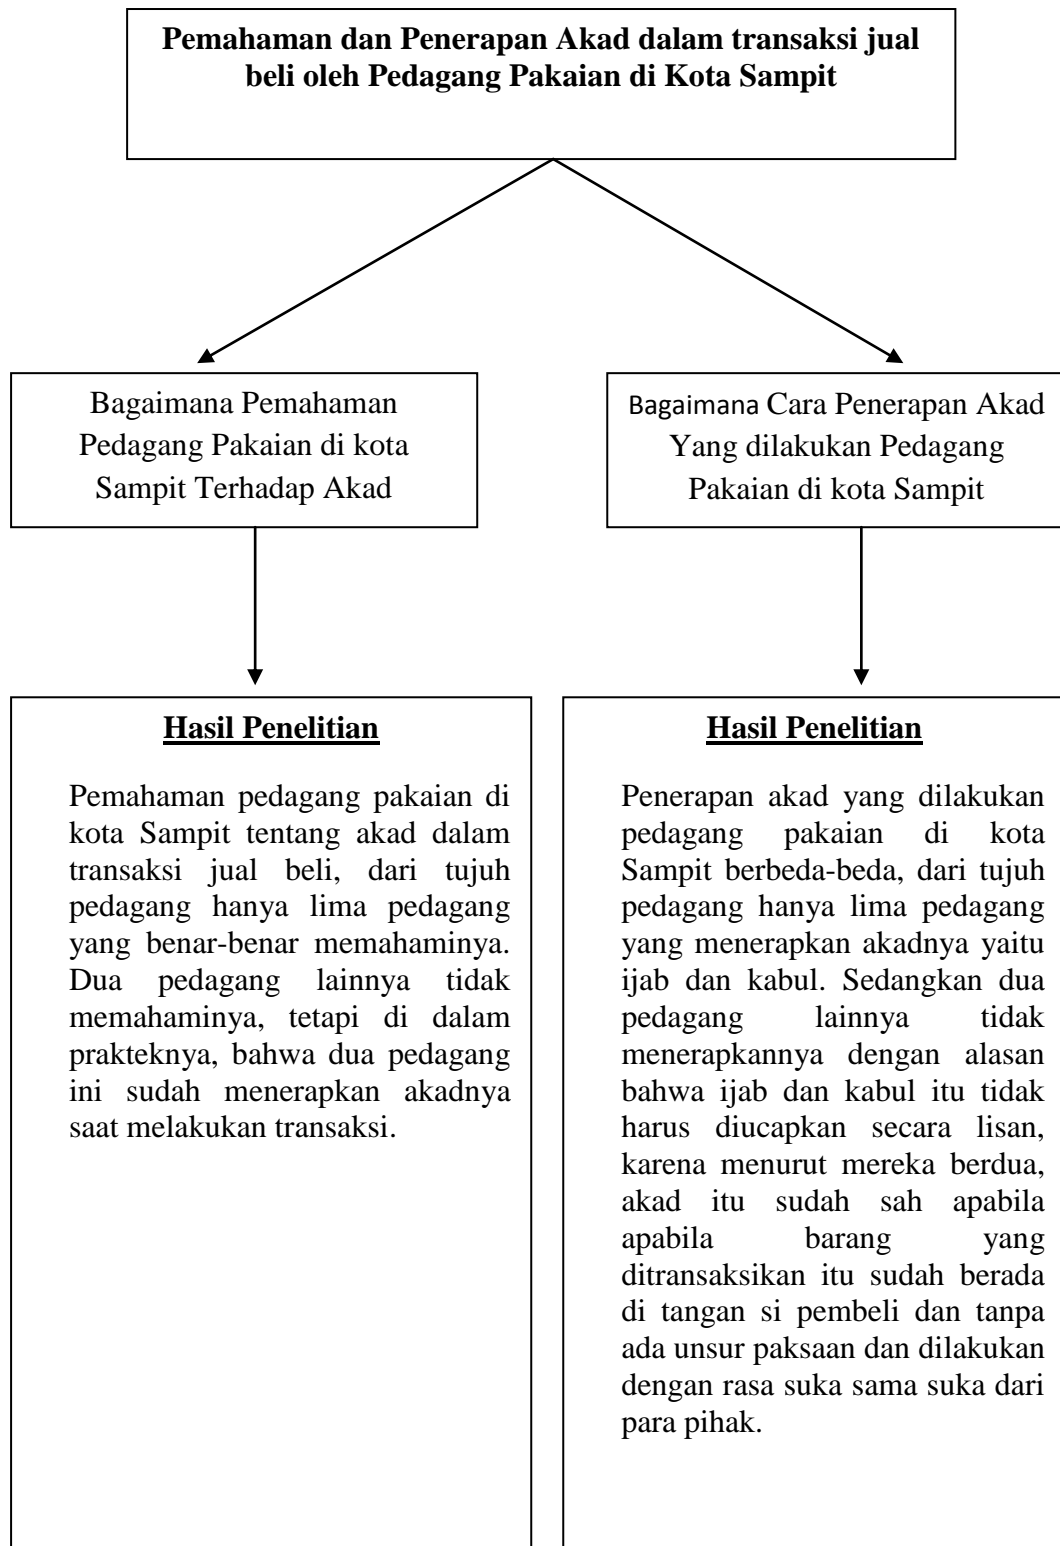 Pemahaman dan Penerapan Akad dalam transaksi jual
beli oleh Pedagang Pakaian di Kota Sampit
Bagaimana Pemahaman
Pedagang Pakaian di kota
Sampit Terhadap Akad
Bagaimana Cara Penerapan Akad
Yang dilakukan Pedagang
Pakaian di kota Sampit
Hasil Penelitian
Pemahaman pedagang pakaian di
kota Sampit tentang akad dalam
transaksi jual beli, dari tujuh
pedagang hanya lima pedagang
yang benar-benar memahaminya.
Dua pedagang lainnya tidak
memahaminya, tetapi di dalam
prakteknya, bahwa dua pedagang
ini sudah menerapkan akadnya
saat melakukan transaksi.
Hasil Penelitian
Penerapan akad yang dilakukan
pedagang pakaian di kota
Sampit berbeda-beda, dari tujuh
pedagang hanya lima pedagang
yang menerapkan akadnya yaitu
ijab dan kabul. Sedangkan dua
pedagang lainnya tidak
menerapkannya dengan alasan
bahwa ijab dan kabul itu tidak
harus diucapkan secara lisan,
karena menurut mereka berdua,
akad itu sudah sah apabila
apabila barang yang
ditransaksikan itu sudah berada
di tangan si pembeli dan tanpa
ada unsur paksaan dan dilakukan
dengan rasa suka sama suka dari
para pihak.